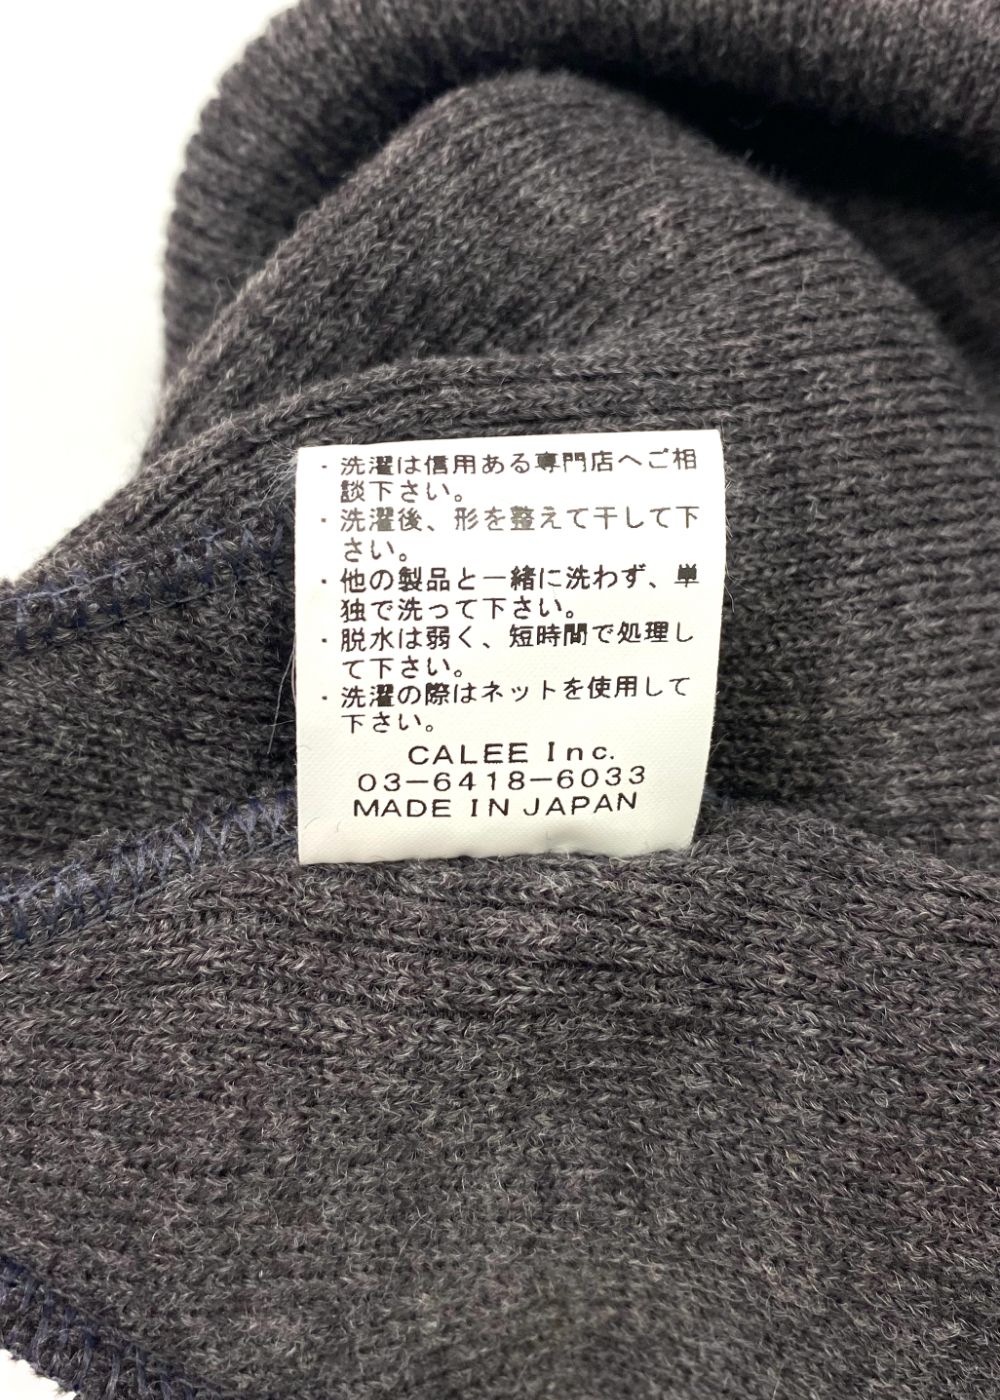 ・洗濯は信用ある専門店へご相
談下さい。
・洗濯後、形を整えて干して下
さい。
・他の製品と一緒に洗わず、単
独で洗って下さい。
・脱水は弱く、短時間で処理し
て下さい。
・洗濯の際はネットを使用して
下さい。
CALEE Inc.
03-6418-6033
MADE IN JAPAN